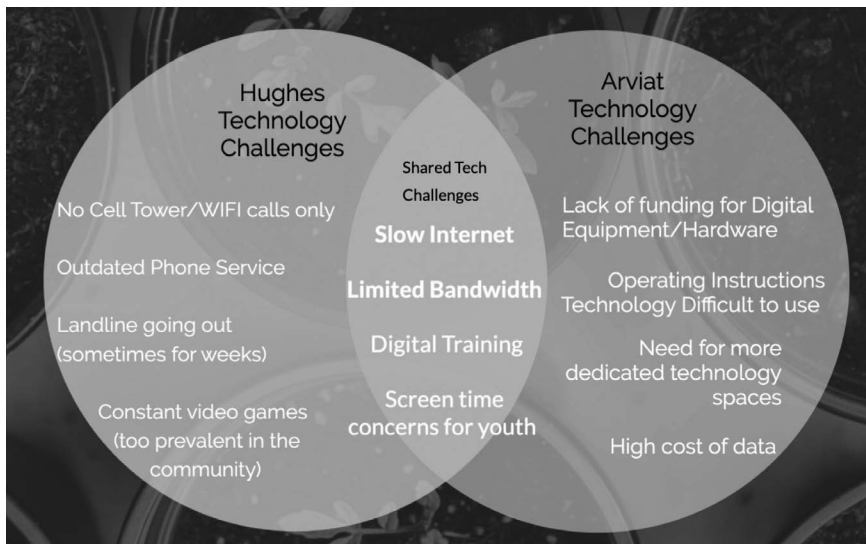 Hughes
Technology
Challenges
No Cell Tower/WIFI calls only
Outdated Phone Service
Landline going out
(sometimes for weeks)
Constant video games
(too prevalent in the
community)
Shared Tech
Challenges
Slow Internet
Limited Bandwidth
Digital Training
Screen time
concerns for youth
Arviat
Technology
Challenges
Lack of funding for Digital
Equipment/Hardware
Operating Instructions
Technology Difficult to use
Need for more
dedicated technology
spaces
High cost of data